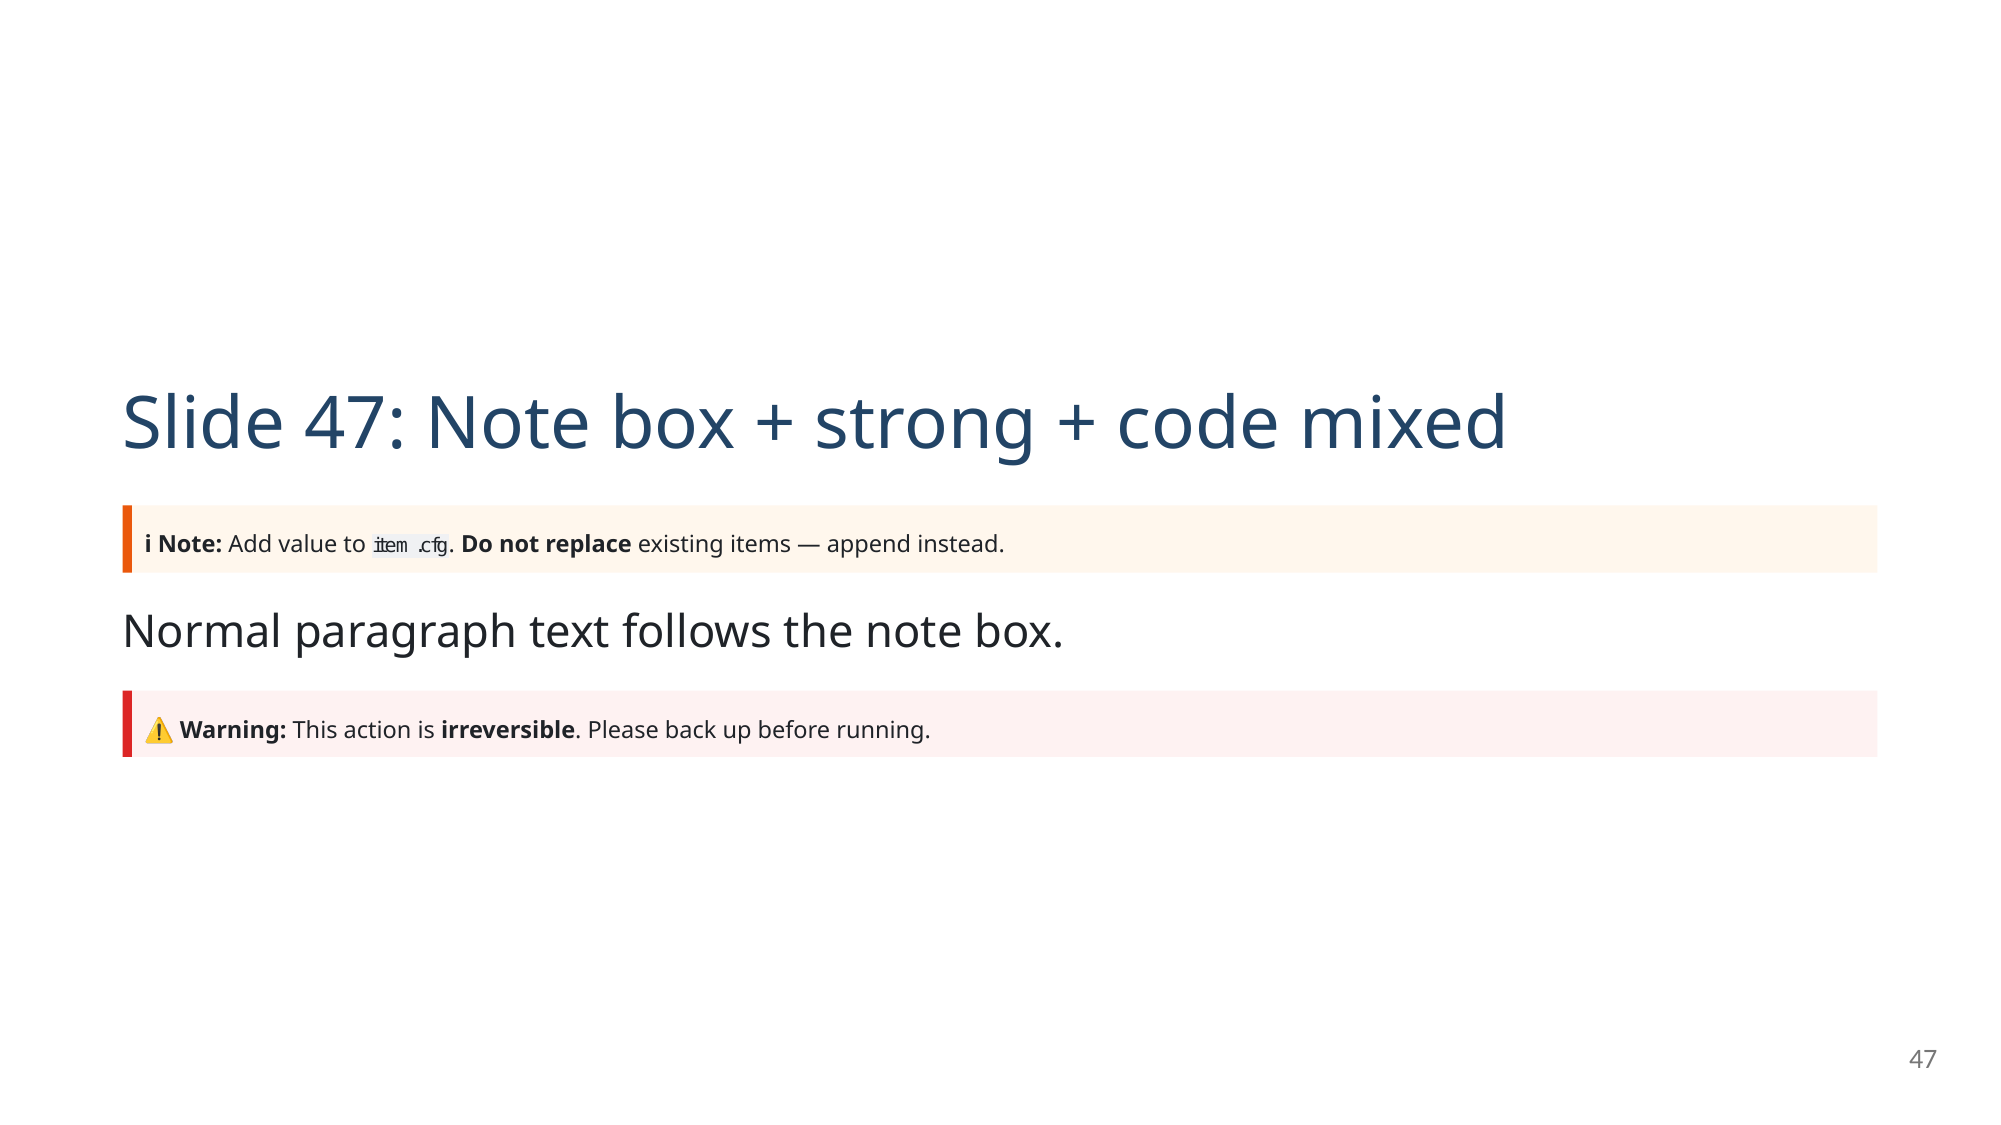 Slide 47: Note box + strong + code mixed
i Note: Add value to item.cfg. Do not replace existing items — append instead.
Normal paragraph text follows the note box.
⚠️ Warning: This action is irreversible. Please back up before running.
47